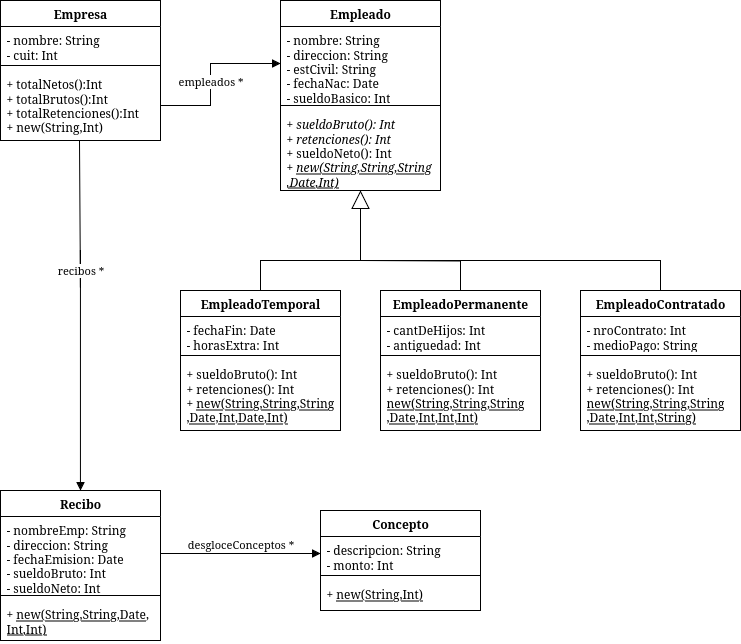 Empresa
- nombre: String
- cuit: Int
+ totalNetos():Int
+ totalBrutos():Int
+ totalRetenciones():Int
+ new(String,Int)
empleados *
Empleado
- nombre: String
- direccion: String
- estCivil: String
- fechaNac: Date
- sueldoBasico: Int
+ sueldoBruto(): Int
+ retenciones(): Int
+ sueldoNeto(): Int
+ new(String,String,String
,Date,Int)
recibos *
EmpleadoTemporal
- fechaFin: Date
- horasExtra: Int
+ sueldoBruto(): Int
+ retenciones(): Int
+ new(String,String,String
,Date,Int,Date,Int)
EmpleadoPermanente
- cantDeHijos: Int
- antiguedad: Int
+ sueldoBruto(): Int
+ retenciones(): Int
new(String,String,String
,Date,Int,Int,Int)
EmpleadoContratado
- nroContrato: Int
- medioPago: String
+ sueldoBruto(): Int
+ retenciones(): Int
new(String,String,String
,Date,Int,Int,String)
Recibo
- nombreEmp: String
- direccion: String
- fechaEmision: Date
- sueldoBruto: Int
- sueldoNeto: Int
+ new(String,String,Date,
Int,Int)
desgloceConceptos *
Concepto
- descripcion: String
- monto: Int
+ new(String,Int)